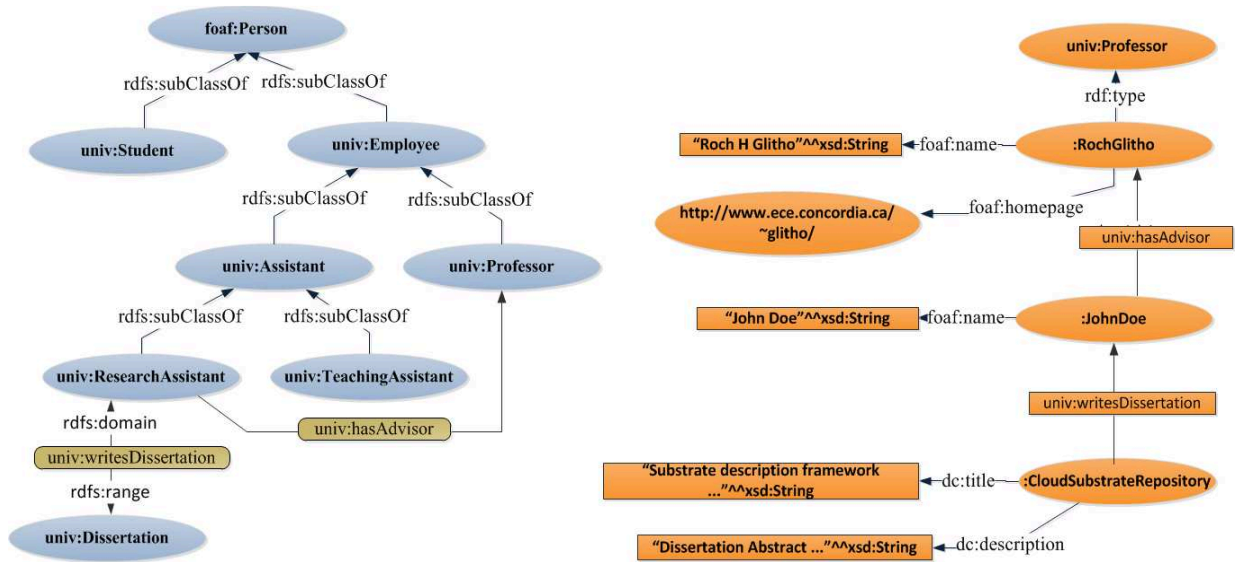 foaf:Person
rdfs:subClassOf
rdfs:subClassOf
univ:Student
univ:Employee
rdfs:subClassOf
rdfs:subClassOf
univ:Assistant
univ:Professor
rdfs:subClassOf
rdfs:subClassOf
univ:ResearchAssistant
univ:TeachingAssistant
rdfs:domain
univ:hasAdvisor
univ:writesDissertation
rdfs:range
univ:Dissertation
univ:Professor
rdf:type
“Roch H Glitho”^^xsd:String
foaf:name
:RochGlitho
http://www.ece.concordia.ca/
~glitho/
foaf:homepage
univ:hasAdvisor
“John Doe”^^xsd:String
foaf:name
:JohnDoe
univ:writesDissertation
“Substrate description framework
...”^^xsd:String
dc:title
:CloudSubstrateRepository
“Dissertation Abstract ...”^^xsd:String
dc:description